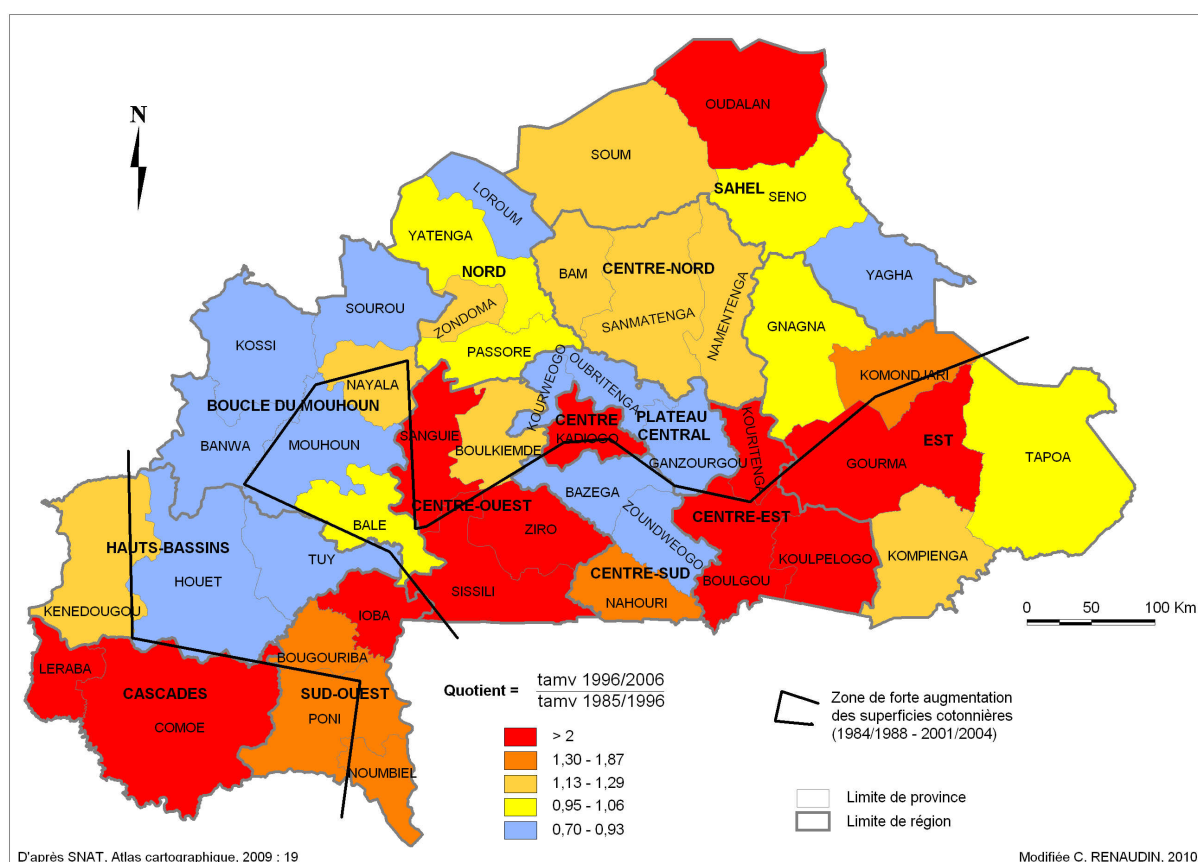 N
OUDALAN
SOUM
SAHEL
SENO
LOROUM
YATENGA
NORD
BAM
CENTRE-NORD
YAGHA
SOUROU
ZONDOMA
SANMATENGA
NAMENTENGA
GNAGNA
KOSSI
PASSORE
KOURWEOGO
OUBRITENGA
KOMONDJARI
NAYALA
BOUCLE DU MOUHOUN
CENTRE
PLATEAU
CENTRAL
SANGUIE
KADIOGO
KOURITENGA
EST
BANWA
MOUHOUN
BOULKIEMDE
GANZOURGOU
GOURMA
TAPOA
BAZEGA
CENTRE-OUEST
CENTRE-EST
BALE
ZIRO
ZOUNDWEOGO
HAUTS-BASSINS
TUY
KOULPELOGO
KOMPIENGA
HOUET
CENTRE-SUD
BOULGOU
SISSILI
KENEDOUGOU
NAHOURI
IOBA
0 50 100 Km
BOUGOURIBA
LERABA
CASCADES
SUD-OUEST
COMOE
PONI
NOUMBIEL
Quotient = tamv 1996/2006
tamv 1985/1996
> 2
1,30 - 1,87
1,13 - 1,29
0,95 - 1,06
0,70 - 0,93
Zone de forte augmentation
des superficies cotonnières
(1984/1988 - 2001/2004)
Limite de province
Limite de région
D'après SNAT, Atlas cartographique, 2009 : 19
Modifiée C. RENAUDIN, 2010